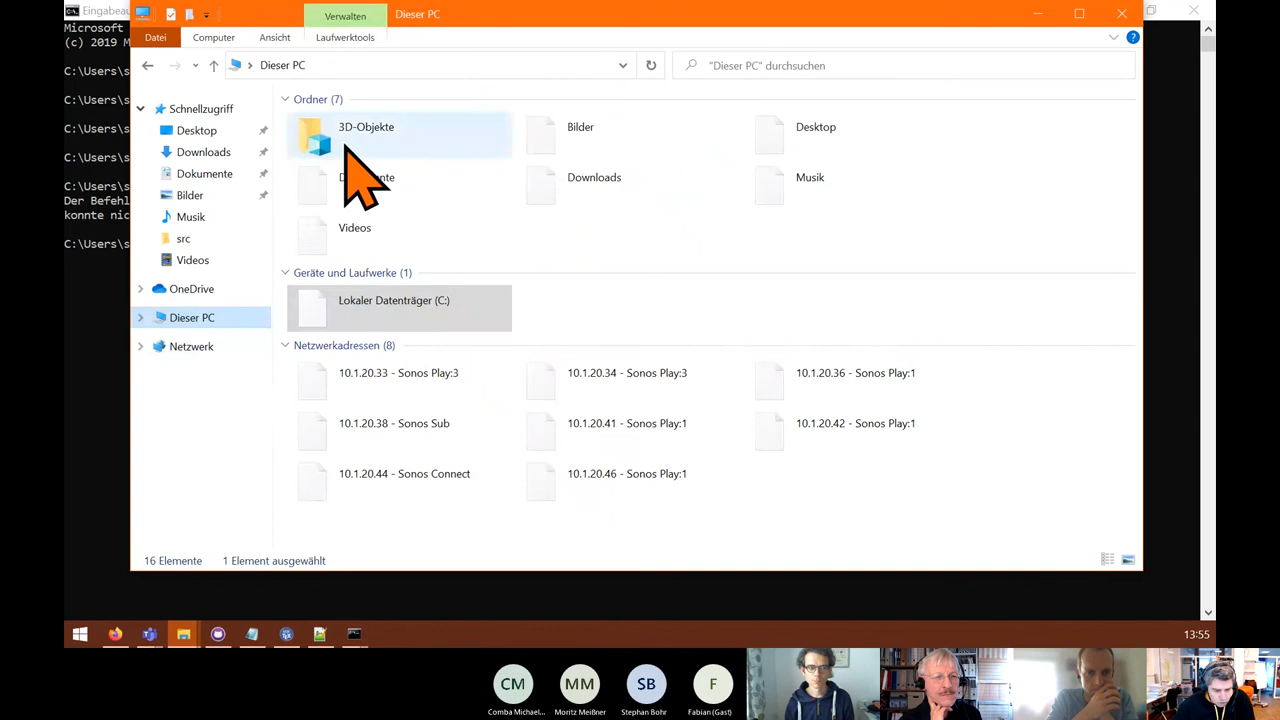 Eingabeau
Verwalten
Dieser PC
Microsoft
(c) 2019 M
Datei
Computer
Ansicht
Laufwerktools
Dieser PC
"Dieser PC" durchsuchen
C:\Users\s
C:\Users\s
C:\Users\s
C:\Users\s
C:\Users\s
Der Befehl
konnte nic
C:\Users\s
Schnellzugriff
Desktop
Downloads
Dokumente
Bilder
Musik
src
Videos
OneDrive
Dieser PC
Netzwerk
Ordner (7)
3D-Objekte
Bilder
Desktop
Downloads
Musik
Videos
Geräte und Laufwerke (1)
Lokaler Datenträger (C:)
Netzwerkadressen (8)
10.1.20.33 - Sonos Play:3
10.1.20.34 - Sonos Play:3
10.1.20.36 - Sonos Play:1
10.1.20.38 - Sonos Sub
10.1.20.41 - Sonos Play:1
10.1.20.42 - Sonos Play:1
10.1.20.44 - Sonos Connect
10.1.20.46 - Sonos Play:1
16 Elemente
1 Element ausgewählt
13:55
CM
MM
SB
F
Comba Michael...
Moritz Meißner
Stephan Bohr
Fabian (Gast)